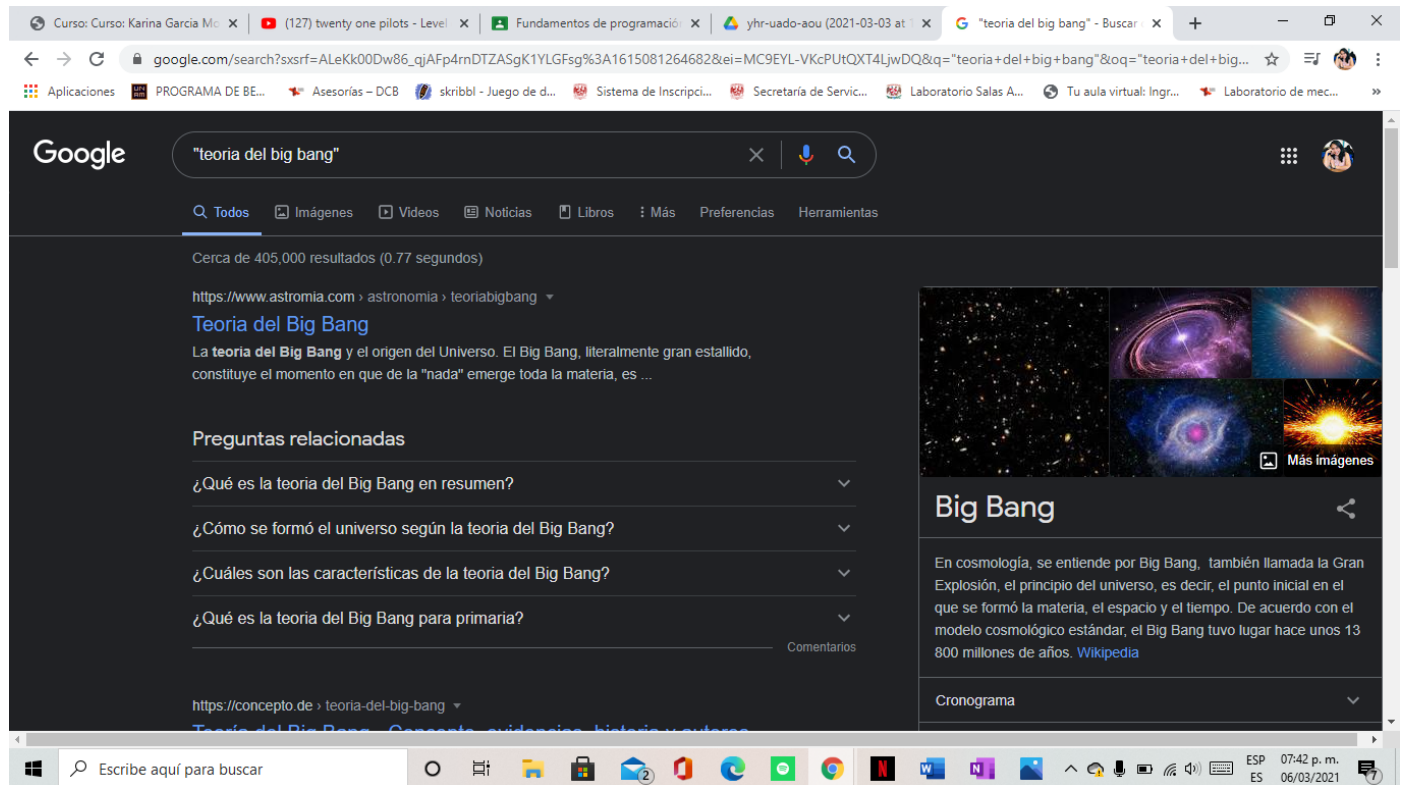 Curso: Curso: Karina Garcia Mo
(127) twenty one pilots - Level
Fundamentos de programació
yhr-uado-aou (2021-03-03 at 1
"teoria del big bang" - Buscar
google.com/search?sxsrf=ALeKk00Dw86_qjAFp4rnDTZASgK1YLGFsg%3A1615081264682&ei=MC9EYL-VKcPUtQXT4LjwDQ&q="teoria+del+big+bang"&oq="teoria+del+big...
Aplicaciones
PROGRAMA DE BE...
Asesorías – DCB
skribbl - Juego de d...
Sistema de Inscripci...
Secretaría de Servic...
Laboratorio Salas A...
Tu aula virtual: Ingr...
Laboratorio de mec...
Google
"teoria del big bang"
Todos
Imágenes
Videos
Noticias
Libros
Más
Preferencias
Herramientas
Cerca de 405,000 resultados (0.77 segundos)
https://www.astromia.com › astronomia › teoriabigbang
Teoria del Big Bang
La teoria del Big Bang y el origen del Universo. El Big Bang, literalmente gran estallido,
constituye el momento en que de la "nada" emerge toda la materia, es ...
Preguntas relacionadas
¿Qué es la teoria del Big Bang en resumen?
¿Cómo se formó el universo según la teoria del Big Bang?
¿Cuáles son las características de la teoria del Big Bang?
¿Qué es la teoria del Big Bang para primaria?
Comentarios
https://concepto.de › teoria-del-big-bang
Teoría del Big Bang - Concepto, evidencias, historia y autores
Más imágenes
Big Bang
En cosmología, se entiende por Big Bang, también llamada la Gran
Explosión, el principio del universo, es decir, el punto inicial en el
que se formó la materia, el espacio y el tiempo. De acuerdo con el
modelo cosmológico estándar, el Big Bang tuvo lugar hace unos 13
800 millones de años. Wikipedia
Cronograma
Escribe aquí para buscar
2
ESP
ES
07:42 p. m.
06/03/2021
7